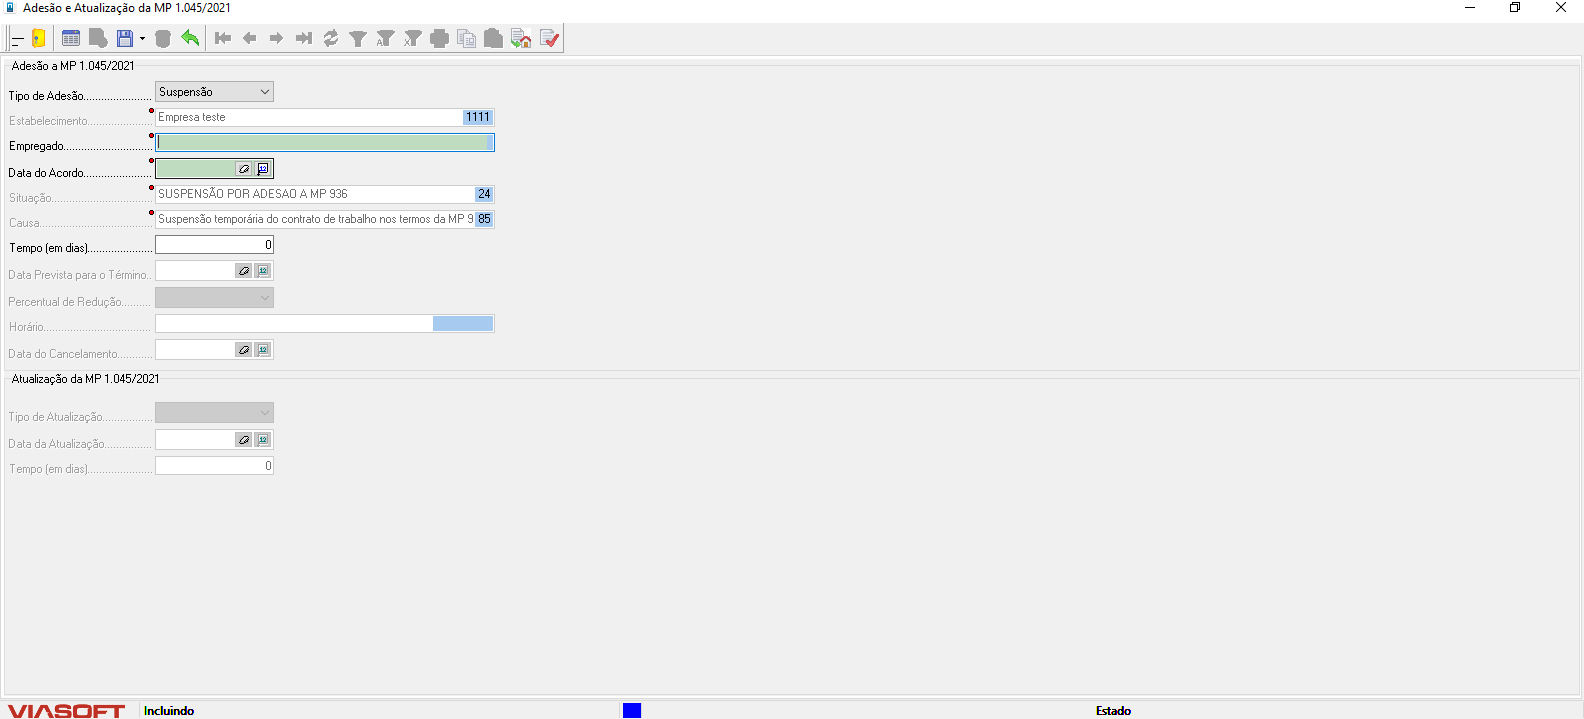 Adesão e Atualização da MP 1.045/2021
Adesão a MP 1.045/2021
Tipo de Adesão....................... Suspensão
Estabelecimento...................... Empresa teste 1111
Empregado............................
Data do Acordo.......................
Situação................................. SUSPENSÃO POR ADESAO A MP 936 24
Causa..................................... Suspensão temporária do contrato de trabalho nos termos da MP 9 85
Tempo (em dias)...................... 0
Data Prevista para o Término..
Percentual de Redução..........
Horário....................................
Data do Cancelamento............
Atualização da MP 1.045/2021
Tipo de Atualização.................
Data da Atualização................
Tempo (em dias)...................... 0
VIASOFT Incluindo Estado